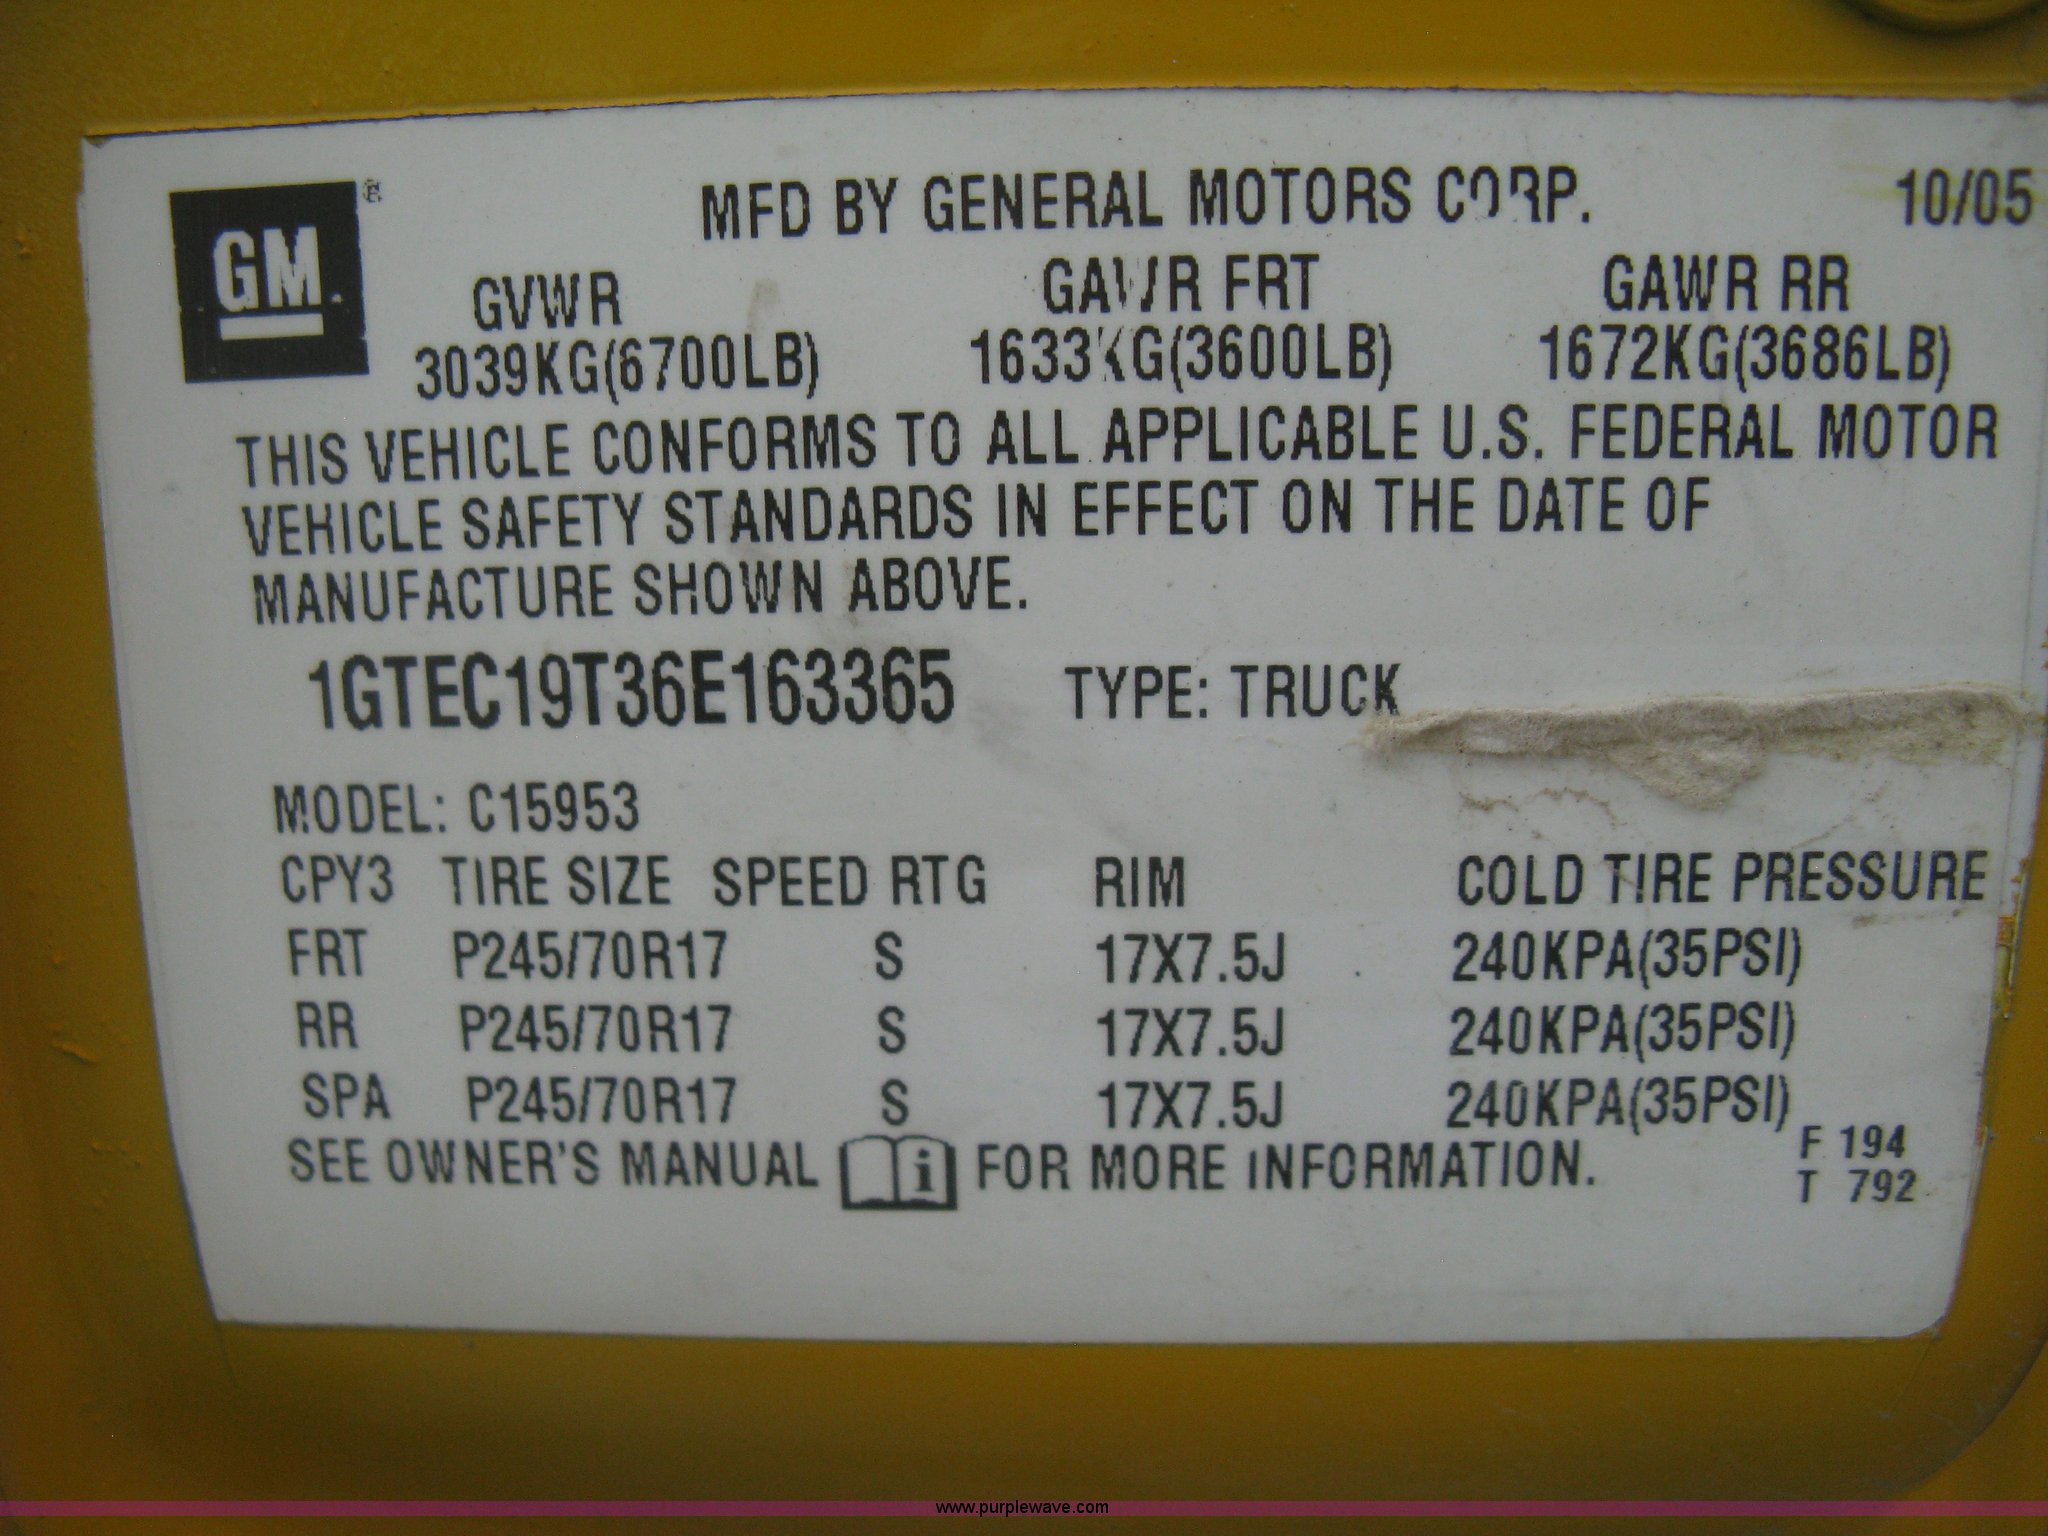 GM ®
MFD BY GENERAL MOTORS CORP. 10/05
GVWR GAWR FRT GAWR RR
3039KG(6700LB) 1633KG(3600LB) 1672KG(3686LB)
THIS VEHICLE CONFORMS TO ALL APPLICABLE U.S. FEDERAL MOTOR
VEHICLE SAFETY STANDARDS IN EFFECT ON THE DATE OF
MANUFACTURE SHOWN ABOVE.
1GTEC19T36E163365 TYPE: TRUCK
MODEL: C15953
CPY3 TIRE SIZE SPEED RTG RIM COLD TIRE PRESSURE
FRT P245/70R17 S 17X7.5J 240KPA(35PSI)
RR P245/70R17 S 17X7.5J 240KPA(35PSI)
SPA P245/70R17 S 17X7.5J 240KPA(35PSI)
SEE OWNER'S MANUAL i FOR MORE INFORMATION.
F 194
T 792
www.purplewave.com